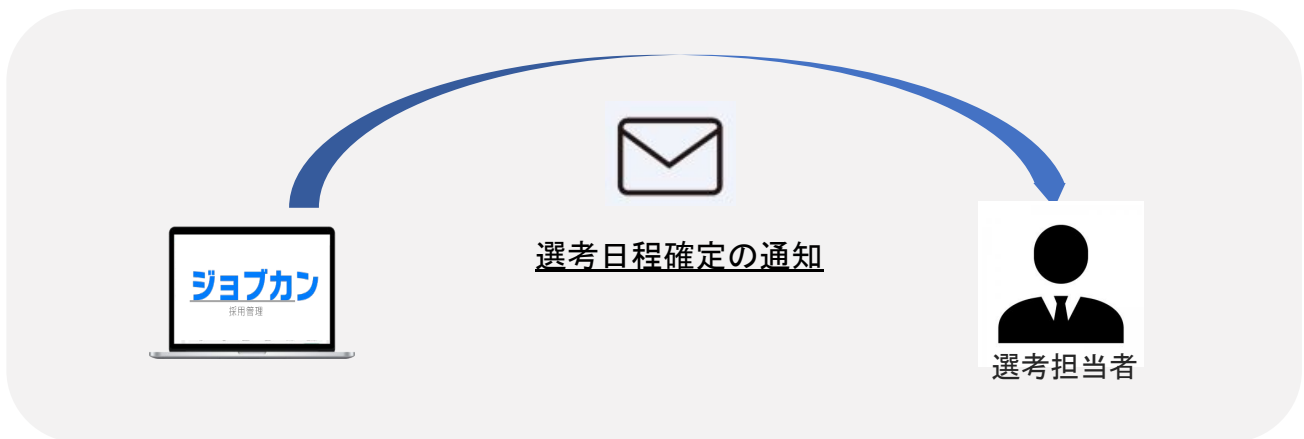 選考日程確定の通知
ジョブカン
採用管理
選考担当者